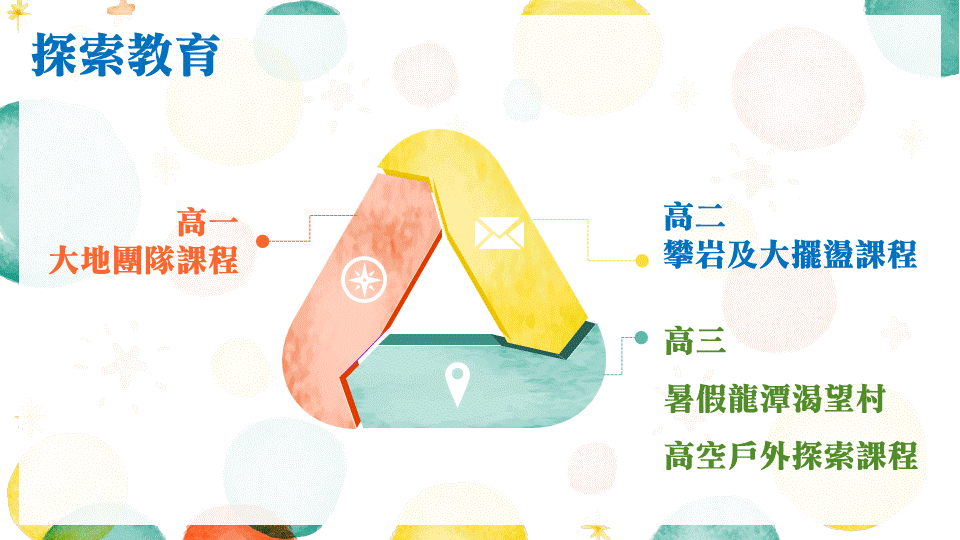 探索教育
高一
大地團隊課程
高二
攀岩及大擺盪課程
高三
暑假龍潭渴望村
高空戶外探索課程